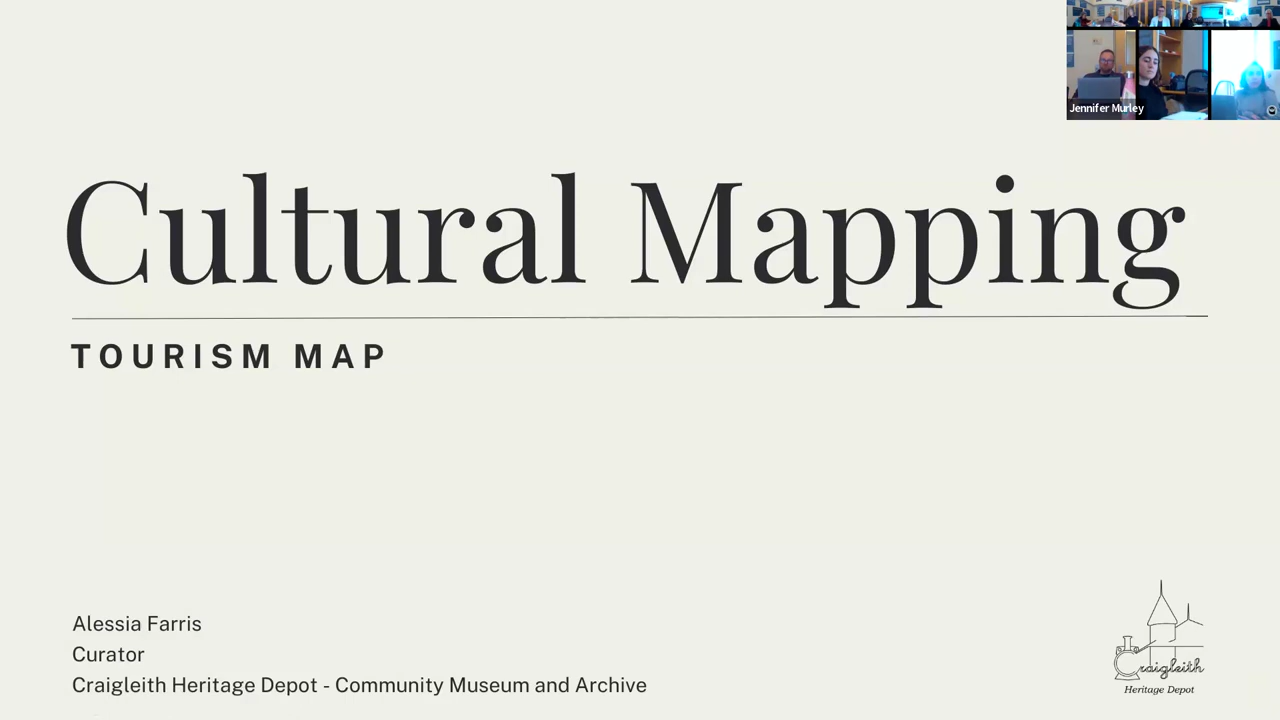 Jennifer Murley
Cultural Mapping
TOURISM MAP
Alessia Farris
Curator
Craigleith Heritage Depot - Community Museum and Archive
Craigleith
Heritage Depot